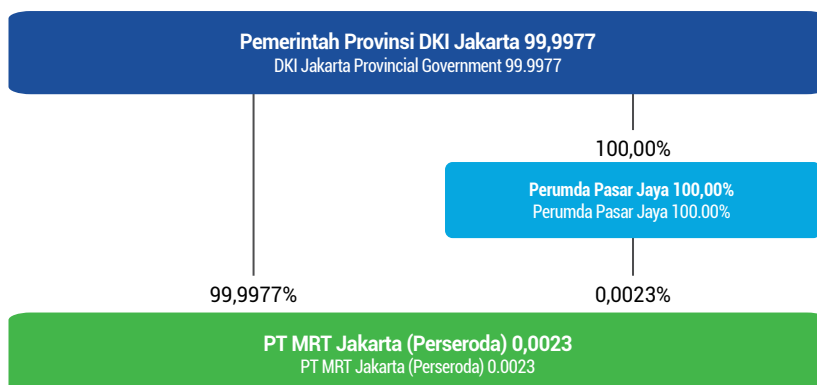 Pemerintah Provinsi DKI Jakarta 99,9977
DKI Jakarta Provincial Government 99.9977
100,00%
Perumda Pasar Jaya 100,00%
Perumda Pasar Jaya 100.00%
99,9977%
0,0023%
PT MRT Jakarta (Perseroda) 0,0023
PT MRT Jakarta (Perseroda) 0.0023